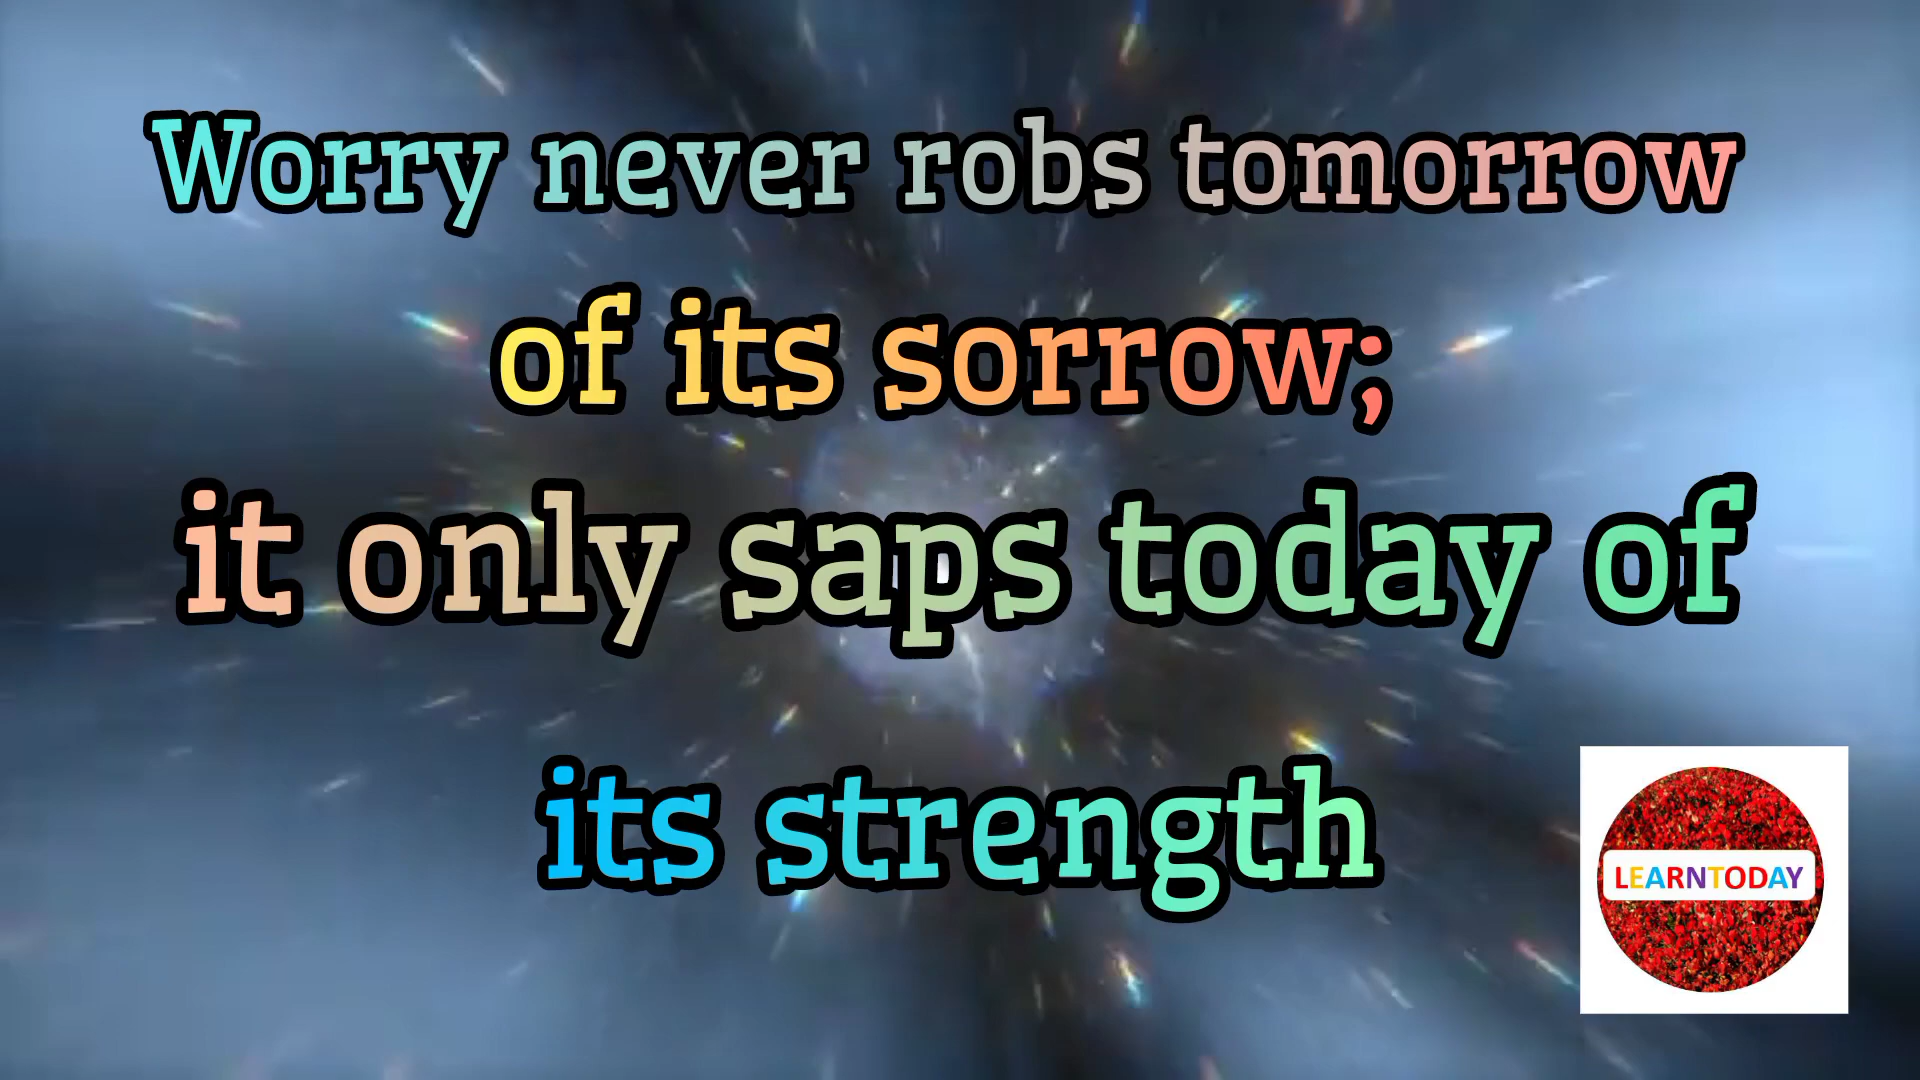 Worry never robs tomorrow
of its sorrow;
it only saps today of
its strength
LEARNTODAY